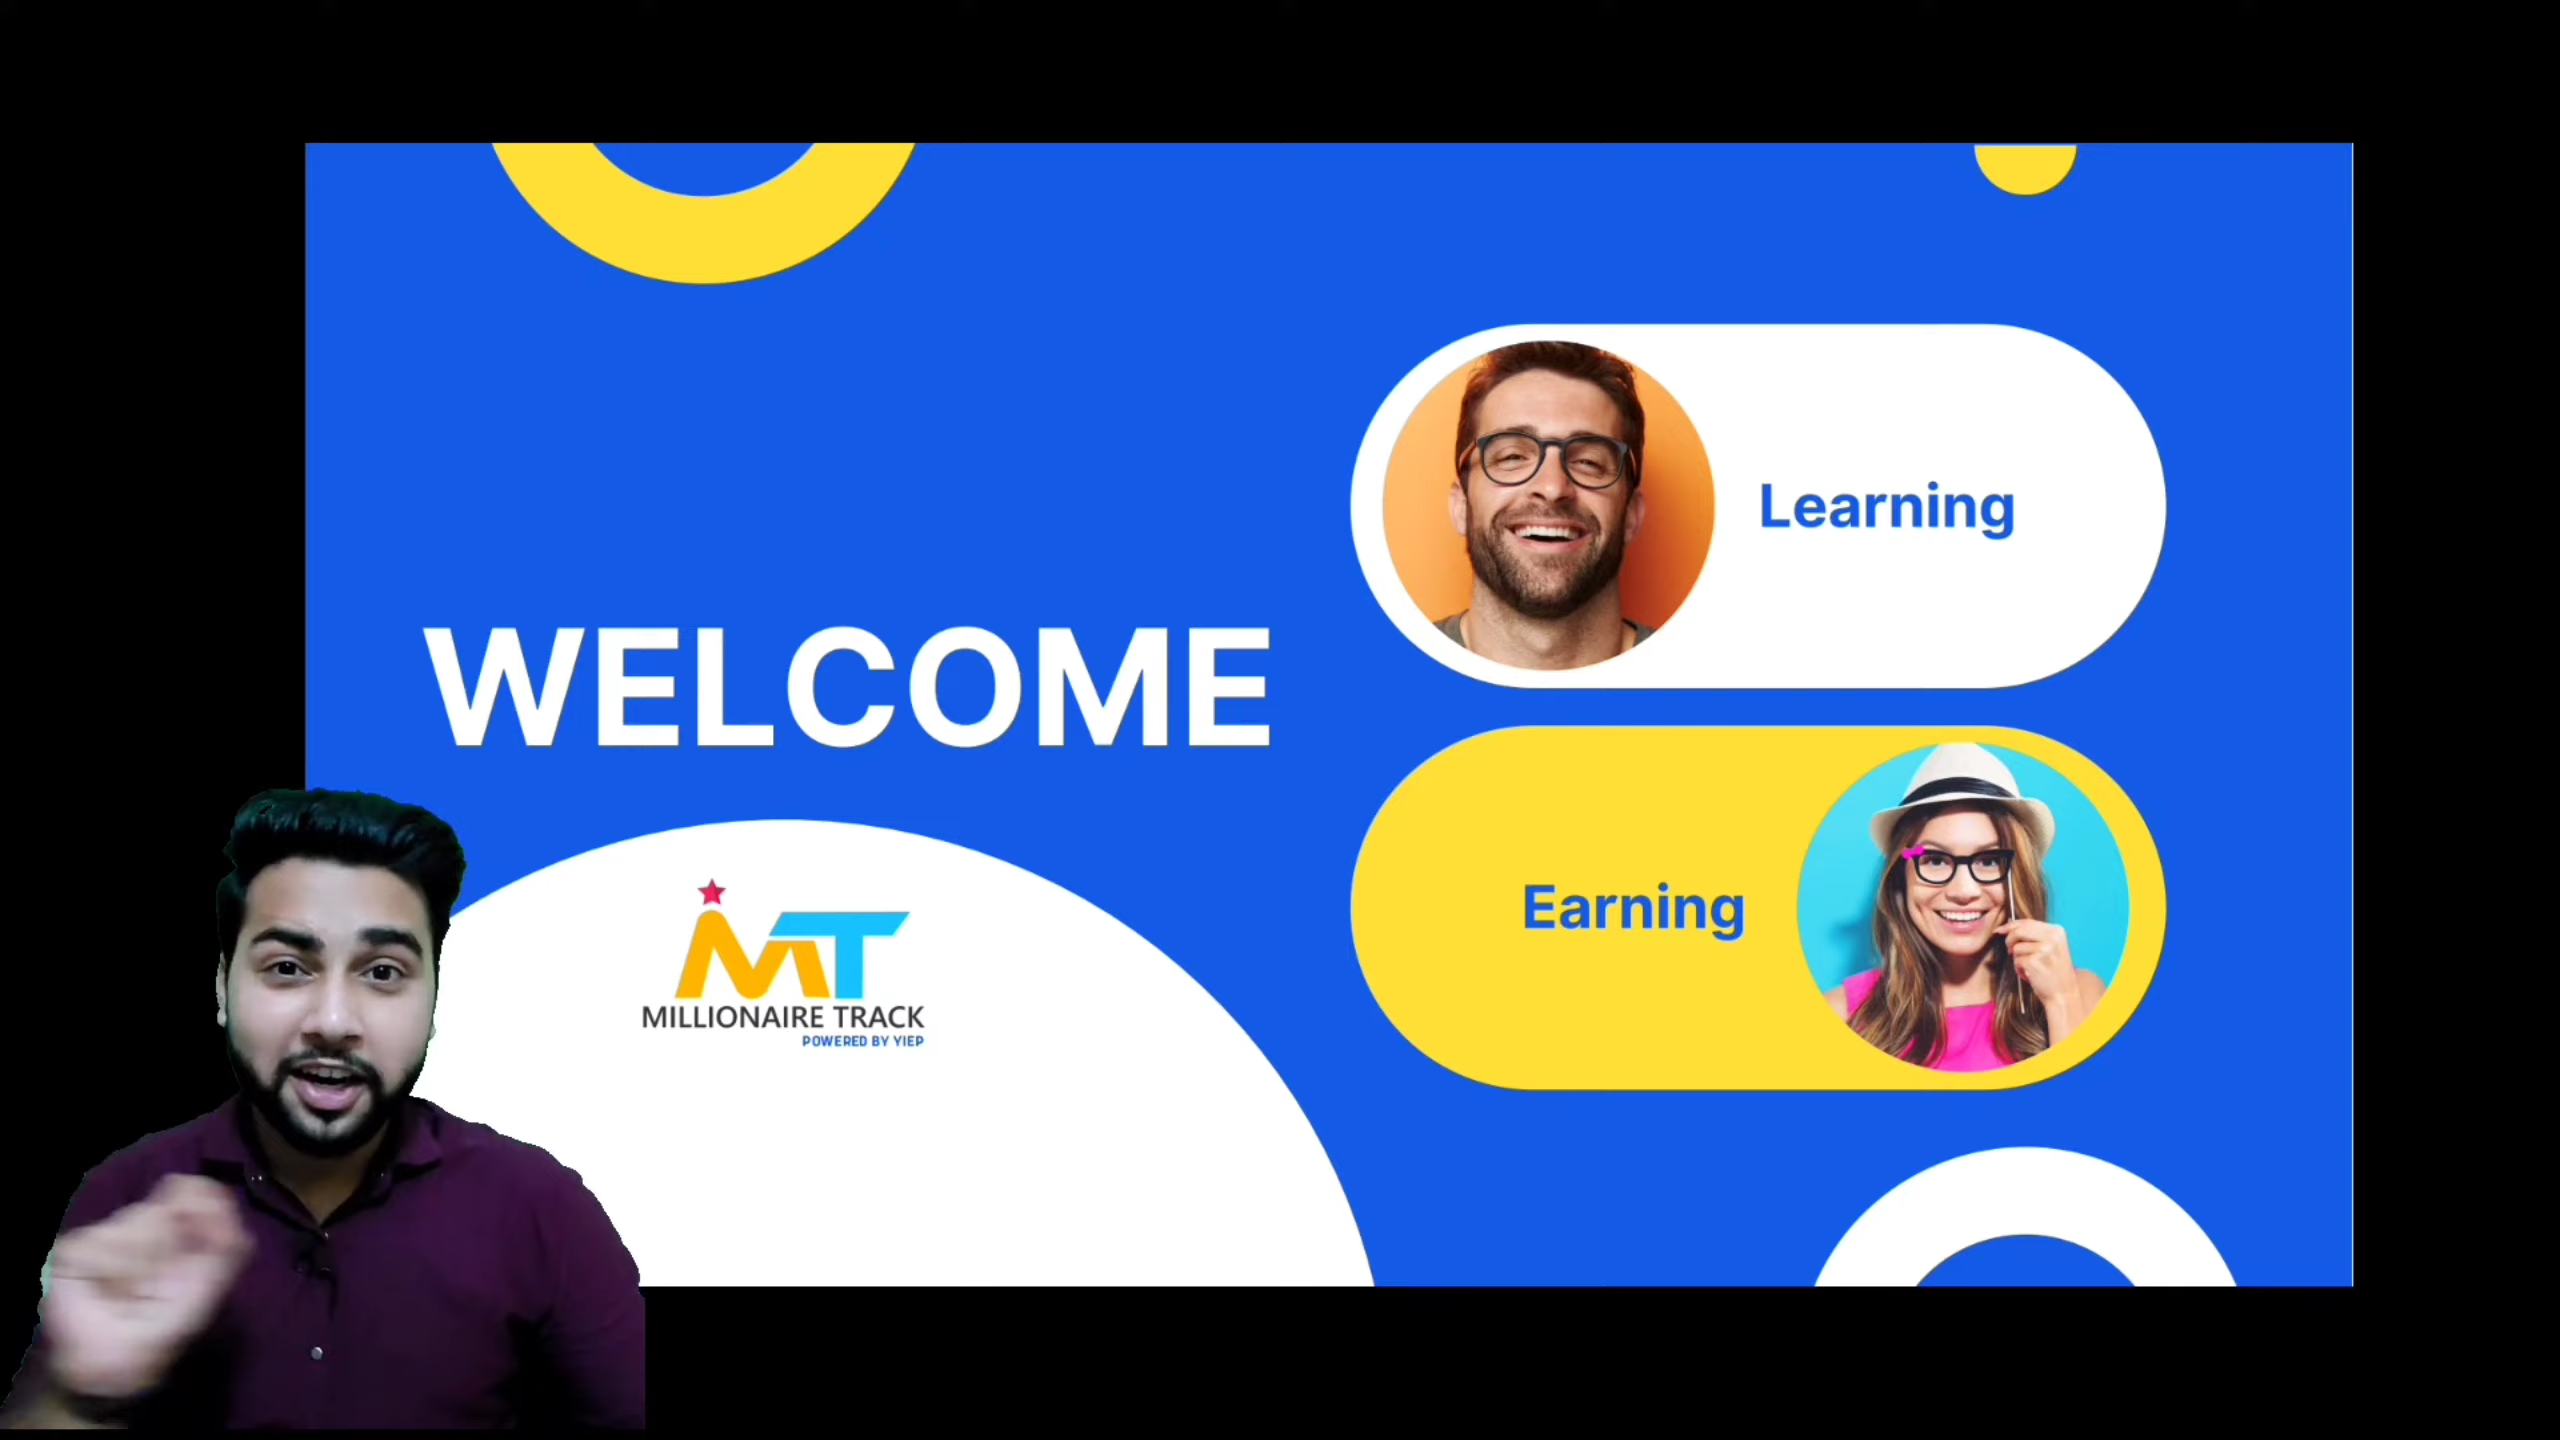 WELCOME
Learning
Earning
MT
MILLIONAIRE TRACK
POWERED BY YIEP